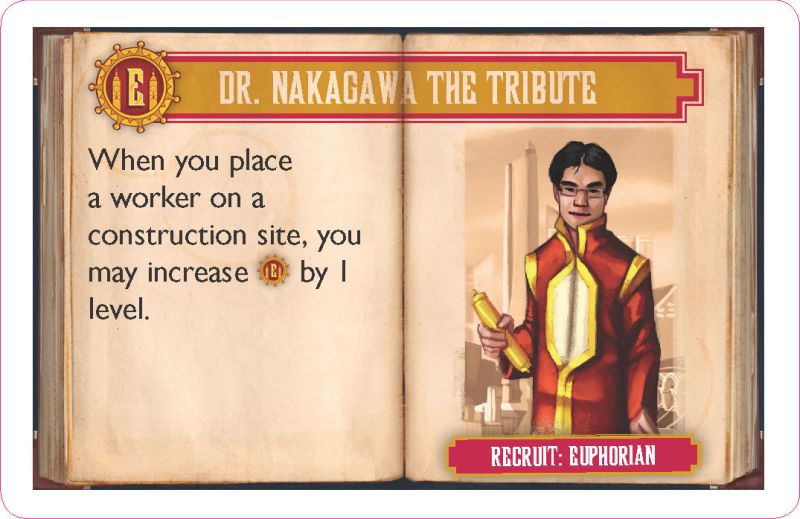 E DR. NAKAGAWA THE TRIBUTE
When you place
a worker on a
construction site, you
may increase E by 1
level.
RECRUIT: EUPHORIAN